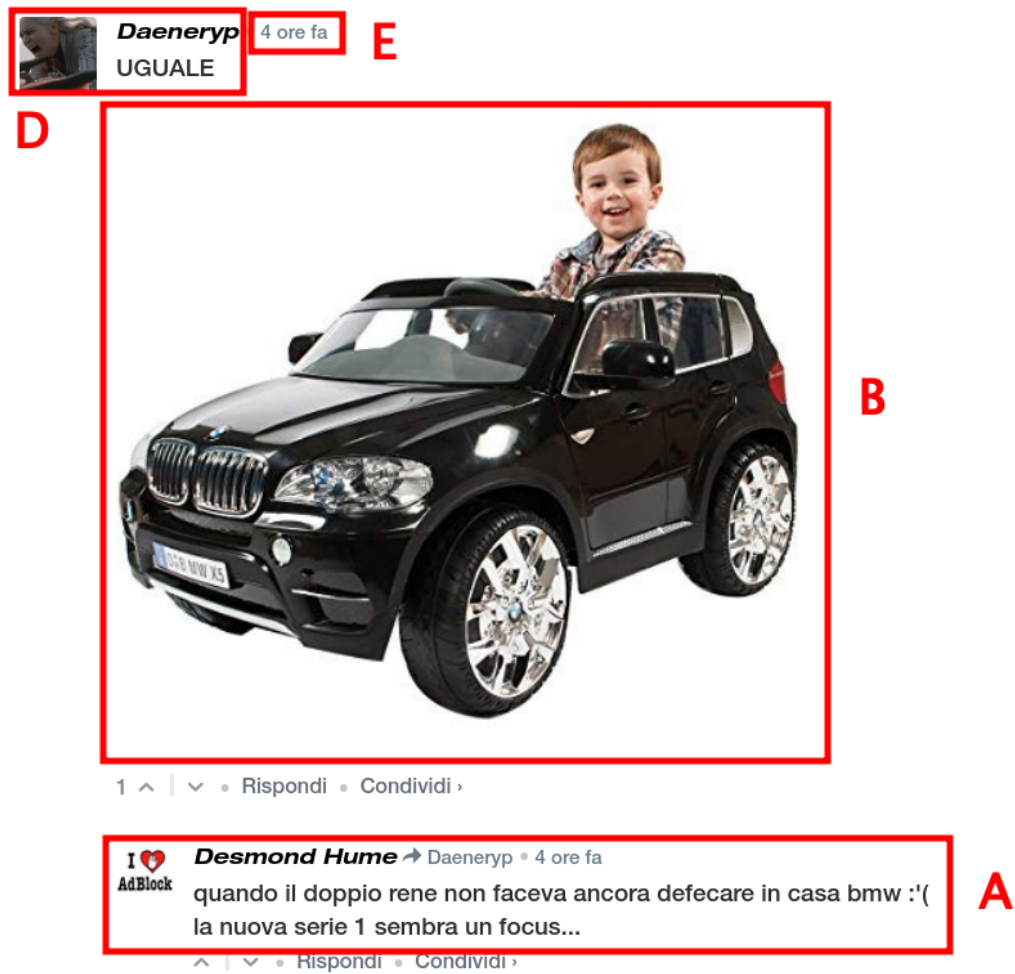 Daeneryp 4 ore fa
E
UGUALE
D
B
1 • Rispondi • Condividi ›
I
AdBlock
Desmond Hume Daeneryp • 4 ore fa
quando il doppio rene non faceva ancora defecare in casa bmw :'(
la nuova serie 1 sembra un focus...
A
• Rispondi • Condividi ›